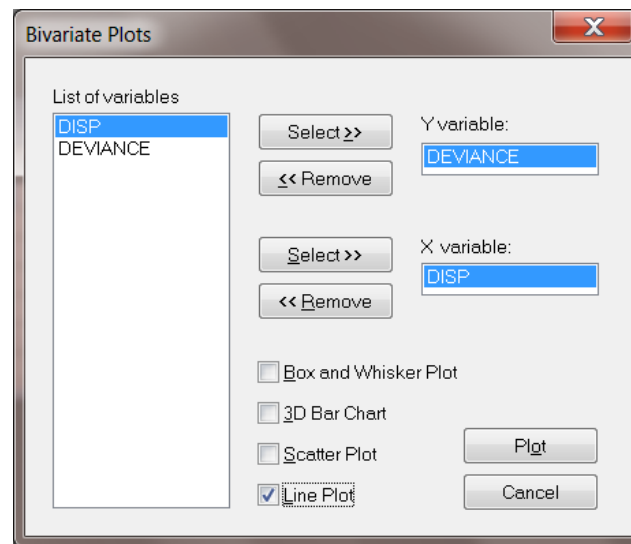 Bivariate Plots
X
List of variables
DISP
DEVIANCE
Select >>
<< Remove
Y variable:
DEVIANCE
Select >>
<< Remove
X variable:
DISP
Box and Whisker Plot
3D Bar Chart
Scatter Plot
Line Plot
Plot
Cancel